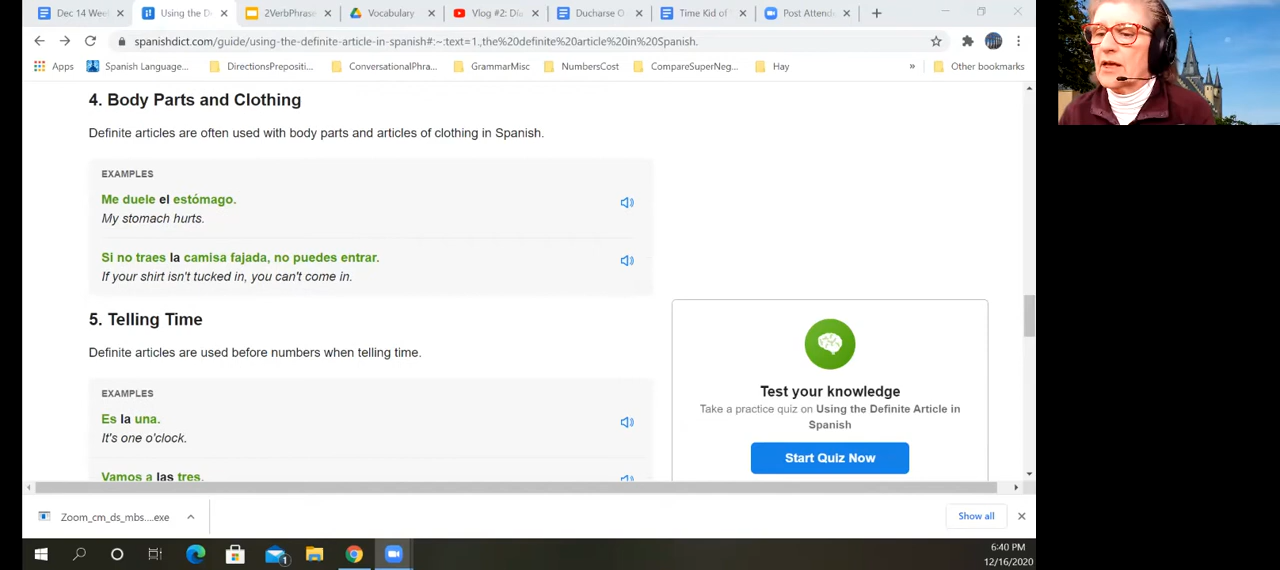 Dec 14 Wee
Using the D
2VerbPhrase
Vocabulary
Vlog #2: Día
Ducharse O
Time Kid of
Post Attend
spanishdict.com/guide/using-the-definite-article-in-spanish#:~:text=1.,the%20definite%20article%20in%20Spanish.
Apps
Spanish Language...
DirectionsPrepositi...
ConversationalPhra...
GrammarMisc
NumbersCost
CompareSuperNeg...
Hay
»
Other bookmarks
4. Body Parts and Clothing
Definite articles are often used with body parts and articles of clothing in Spanish.
EXAMPLES
Me duele el estómago.
My stomach hurts.
Si no traes la camisa fajada, no puedes entrar.
If your shirt isn't tucked in, you can't come in.
5. Telling Time
Definite articles are used before numbers when telling time.
EXAMPLES
Es la una.
It's one o'clock.
Vamos a las tres.
Test your knowledge
Take a practice quiz on Using the Definite Article in
Spanish
Start Quiz Now
Zoom_cm_ds_mbs....exe
Show all
1
6:40 PM
12/16/2020